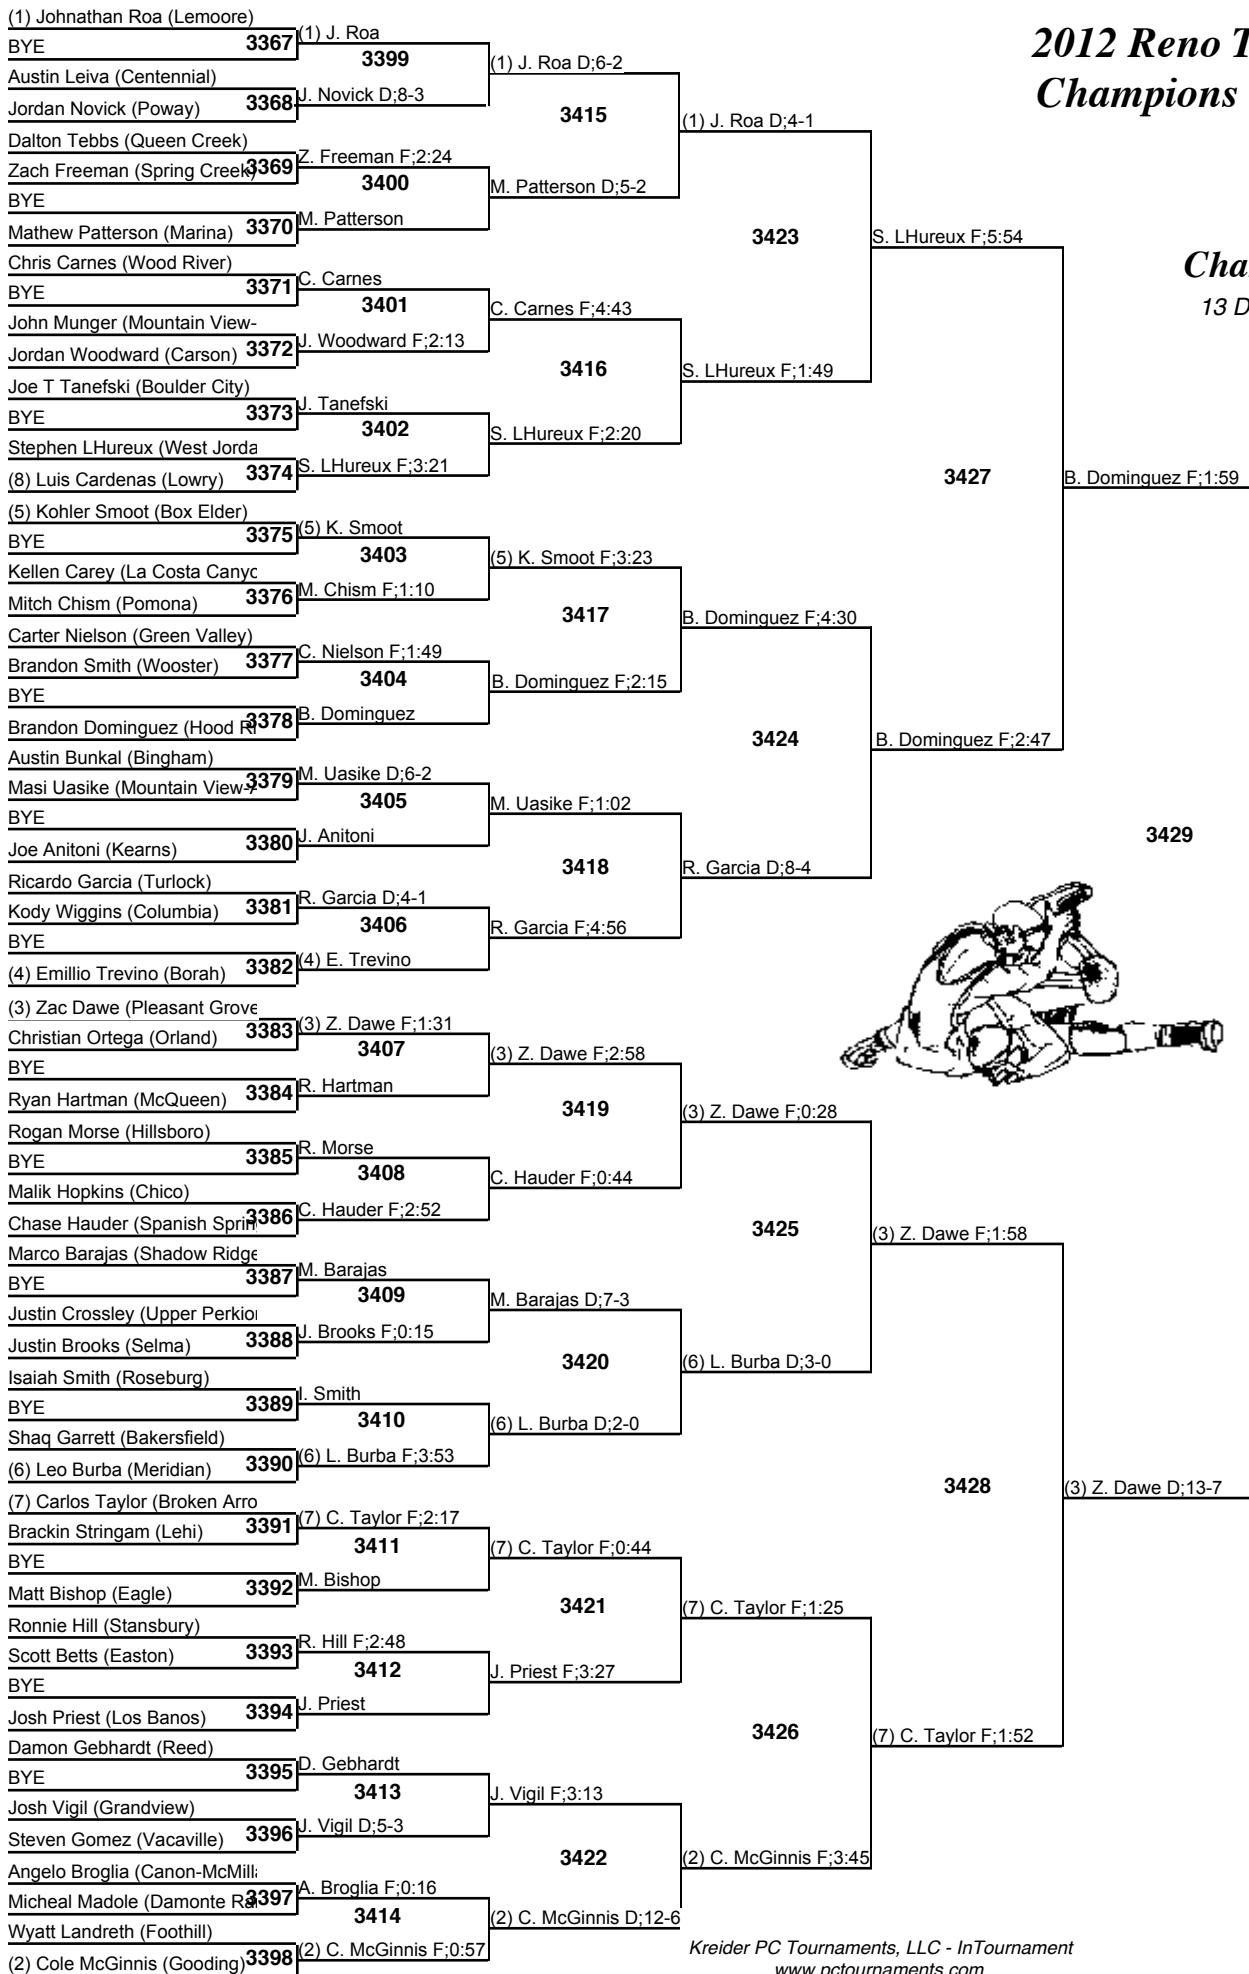 (1) Johnathan Roa (Lemoore)
BYE
3367
Austin Leiva (Centennial)
Jordan Novick (Poway)
3368
Dalton Tebbs (Queen Creek)
Zach Freeman (Spring Creek)
3369
BYE
Mathew Patterson (Marina)
3370
Chris Carnes (Wood River)
BYE
3371
John Munger (Mountain View-
Jordan Woodward (Carson)
3372
Joe T Tanefski (Boulder City)
BYE
3373
Stephen LHureux (West Jorda
(8) Luis Cardenas (Lowry)
3374
(5) Kohler Smoot (Box Elder)
BYE
3375
Kellen Carey (La Costa Canyo
Mitch Chism (Pomona)
3376
Carter Nielson (Green Valley)
Brandon Smith (Wooster)
3377
BYE
Brandon Dominguez (Hood Ri
3378
Austin Bunkal (Bingham)
Masi Uasike (Mountain View-
3379
BYE
Joe Anitoni (Kearns)
3380
Ricardo Garcia (Turlock)
Kody Wiggins (Columbia)
3381
BYE
(4) Emillio Trevino (Borah)
3382
(3) Zac Dawe (Pleasant Grove
Christian Ortega (Orland)
3383
BYE
Ryan Hartman (McQueen)
3384
Rogan Morse (Hillsboro)
BYE
3385
Malik Hopkins (Chico)
Chase Hauder (Spanish Sprin
3386
Marco Barajas (Shadow Ridge
BYE
3387
Justin Crossley (Upper Perkio
Justin Brooks (Selma)
3388
Isaiah Smith (Roseburg)
BYE
3389
Shaq Garrett (Bakersfield)
(6) Leo Burba (Meridian)
3390
(7) Carlos Taylor (Broken Arro
Brackin Stringam (Lehi)
3391
BYE
Matt Bishop (Eagle)
3392
Ronnie Hill (Stansbury)
Scott Betts (Easton)
3393
BYE
Josh Priest (Los Banos)
3394
Damon Gebhardt (Reed)
BYE
3395
Josh Vigil (Grandview)
Steven Gomez (Vacaville)
3396
Angelo Broglia (Canon-McMill
Micheal Madole (Damonte Ra
3397
Wyatt Landreth (Foothill)
(2) Cole McGinnis (Gooding)
3398
(1) J. Roa
3399
J. Novick D;8-3
Z. Freeman F;2:24
3400
M. Patterson
C. Carnes
3401
J. Woodward F;2:13
J. Tanefski
3402
S. LHureux F;3:21
(5) K. Smoot
3403
M. Chism F;1:10
C. Nielson F;1:49
3404
B. Dominguez
M. Uasike D;6-2
3405
J. Anitoni
R. Garcia D;4-1
3406
(4) E. Trevino
(3) Z. Dawe F;1:31
3407
R. Hartman
R. Morse
3408
C. Hauder F;2:52
M. Barajas
3409
J. Brooks F;0:15
I. Smith
3410
(6) L. Burba F;3:53
(7) C. Taylor F;2:17
3411
M. Bishop
R. Hill F;2:48
3412
J. Priest
D. Gebhardt
3413
J. Vigil D;5-3
A. Broglia F;0:16
3414
(2) C. McGinnis F;0:57
(1) J. Roa D;6-2
3415
M. Patterson D;5-2
C. Carnes F;4:43
3416
S. LHureux F;2:20
(5) K. Smoot F;3:23
3417
B. Dominguez F;2:15
M. Uasike F;1:02
3418
R. Garcia F;4:56
(3) Z. Dawe F;2:58
3419
C. Hauder F;0:44
M. Barajas D;7-3
3420
(6) L. Burba D;2-0
(7) C. Taylor F;0:44
3421
J. Priest F;3:27
J. Vigil F;3:13
3422
(2) C. McGinnis D;12-6
(1) J. Roa D;4-1
3423
S. LHureux F;1:49
B. Dominguez F;4:30
3424
R. Garcia D;8-4
(3) Z. Dawe F;0:28
3425
(6) L. Burba D;3-0
(7) C. Taylor F;1:25
3426
(2) C. McGinnis F;3:45
S. LHureux F;5:54
3427
B. Dominguez F;2:47
(3) Z. Dawe F;1:58
3428
(7) C. Taylor F;1:52
B. Dominguez F;1:59
3429
(3) Z. Dawe D;13-7
2012 Reno T
Champions
Cha
13 D
Kreider PC Tournaments, LLC - InTournament
www.pctournaments.com